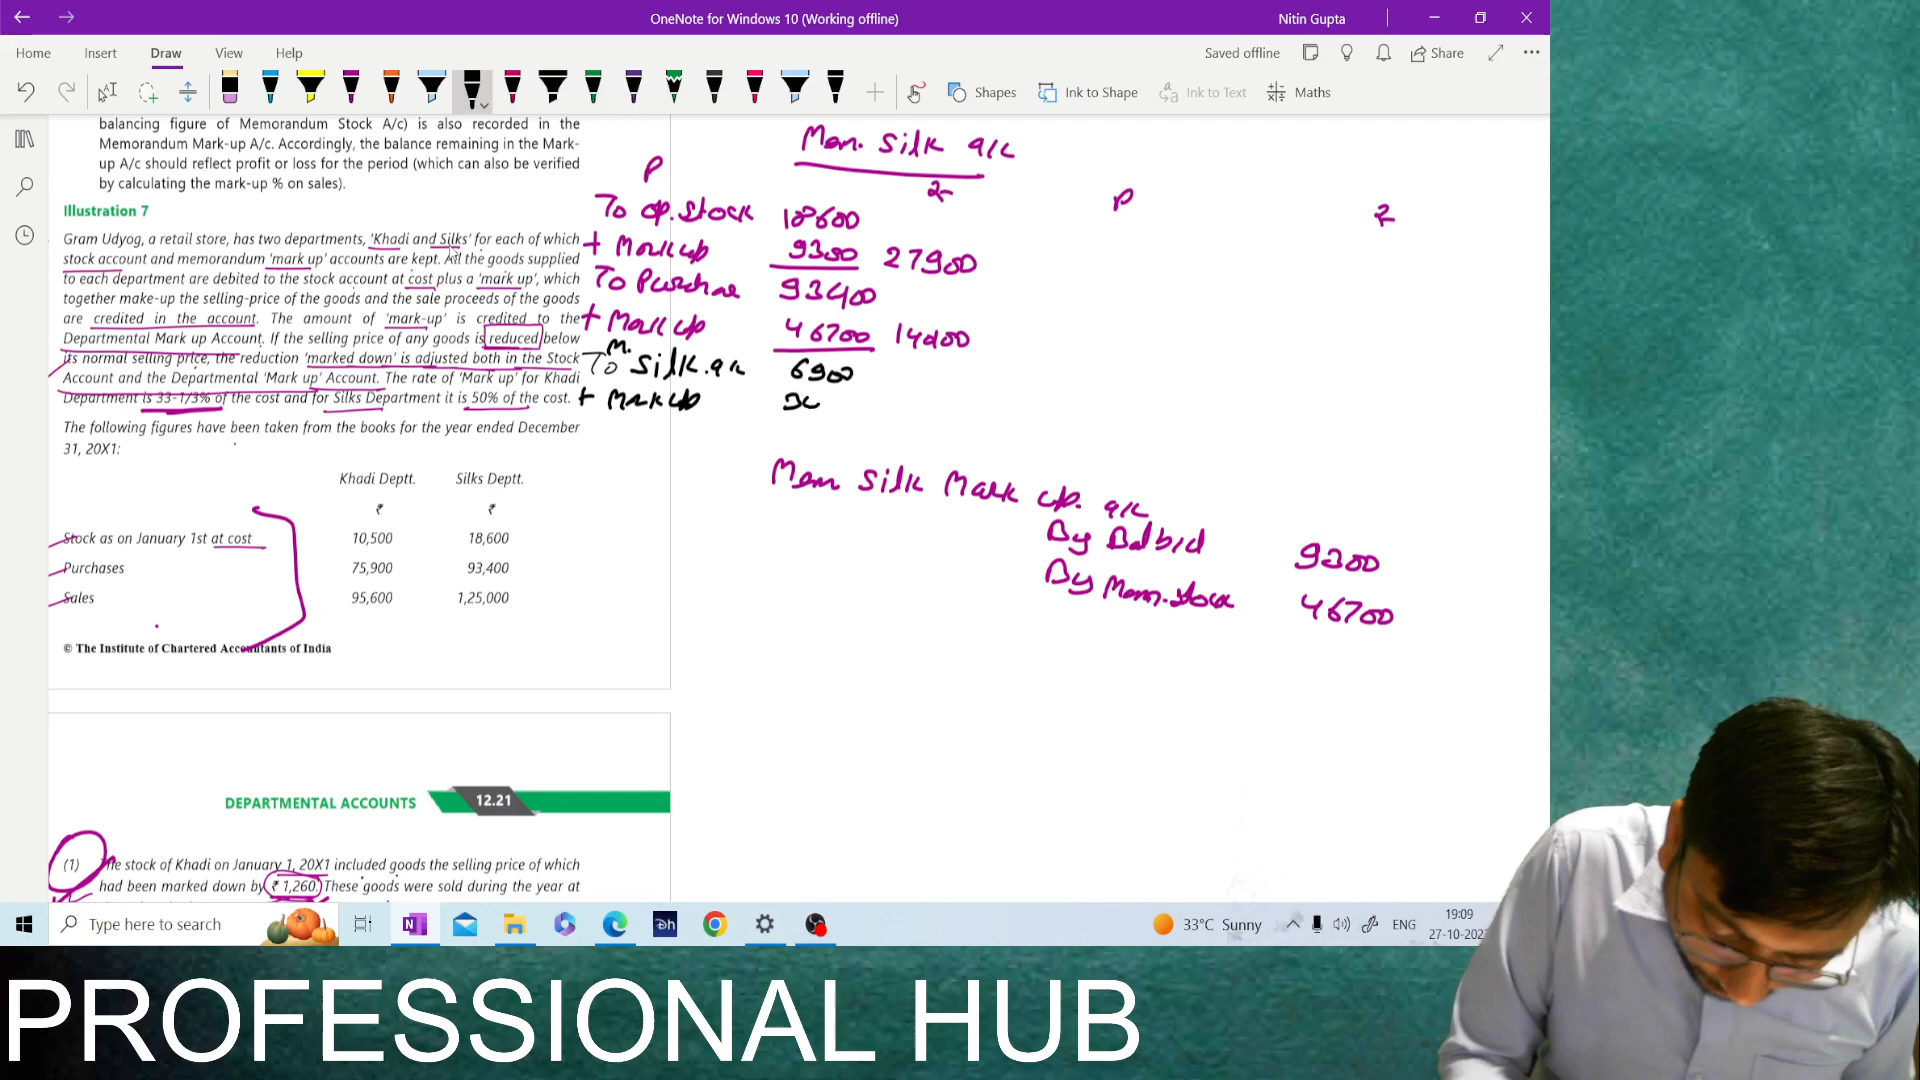 OneNote for Windows 10 (Working offline)
Nitin Gupta
Home Insert Draw View Help
Saved offline
Share
Shapes
Ink to Shape
Ink to Text
Maths
balancing figure of Memorandum Stock A/c) is also recorded in the
Memorandum Mark-up A/c. Accordingly, the balance remaining in the Mark-
up A/c should reflect profit or loss for the period (which can also be verified
by calculating the mark-up % on sales).
Illustration 7
Gram Udyog, a retail store, has two departments, 'Khadi and Silks' for each of which
stock account and memorandum 'mark up' accounts are kept. All the goods supplied
to each department are debited to the stock account at cost plus a 'mark up', which
together make-up the selling-price of the goods and the sale proceeds of the goods
are credited in the account. The amount of 'mark-up' is credited to the
Departmental Mark up Account. If the selling price of any goods is reduced below
its normal selling price, the reduction 'marked down' is adjusted both in the Stock
Account and the Departmental 'Mark up' Account. The rate of 'Mark up' for Khadi
Department is 33-1/3% of the cost and for Silks Department it is 50% of the cost.
The following figures have been taken from the books for the year ended December
31, 20X1:
Khadi Deptt. Silks Deptt.
₹ ₹
Stock as on January 1st at cost 10,500 18,600
Purchases 75,900 93,400
Sales 95,600 1,25,000
© The Institute of Chartered Accountants of India
DEPARTMENTAL ACCOUNTS 12.21
(1) The stock of Khadi on January 1, 20X1 included goods the selling price of which
had been marked down by ₹ 1,260. These goods were sold during the year at
Mem. Silk a/c
P
P
To op. Stock 18600
+ Mark up 9300 27900
To Purchase 93400
+ Mark up 46700
To M. Silk. a/c 6900
+ Mark up
Mem Silk Mark up. a/c
By Bal b/d 9300
By Mem. Stock 46700
Type here to search
33°C Sunny
ENG
19:09
PROFESSIONAL HUB